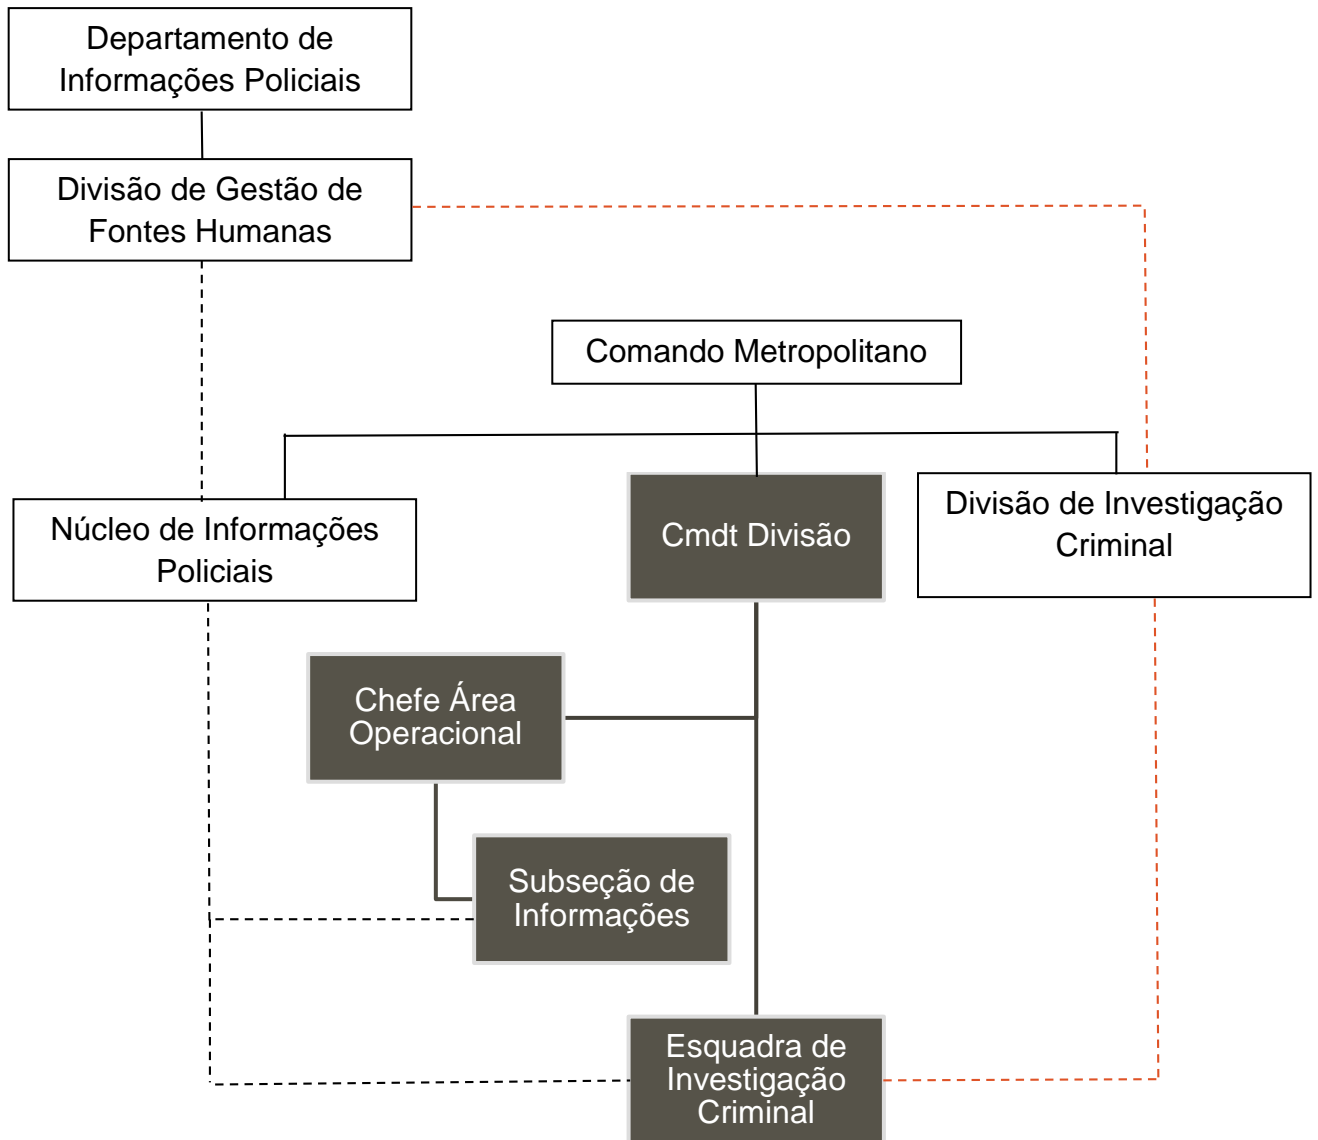 Departamento de
Informações Policiais
Divisão de Gestão de
Fontes Humanas
Comando Metropolitano
Núcleo de Informações
Policiais
Cmdt Divisão
Divisão de Investigação
Criminal
Chefe Área
Operacional
Subseção de
Informações
Esquadra de
Investigação
Criminal